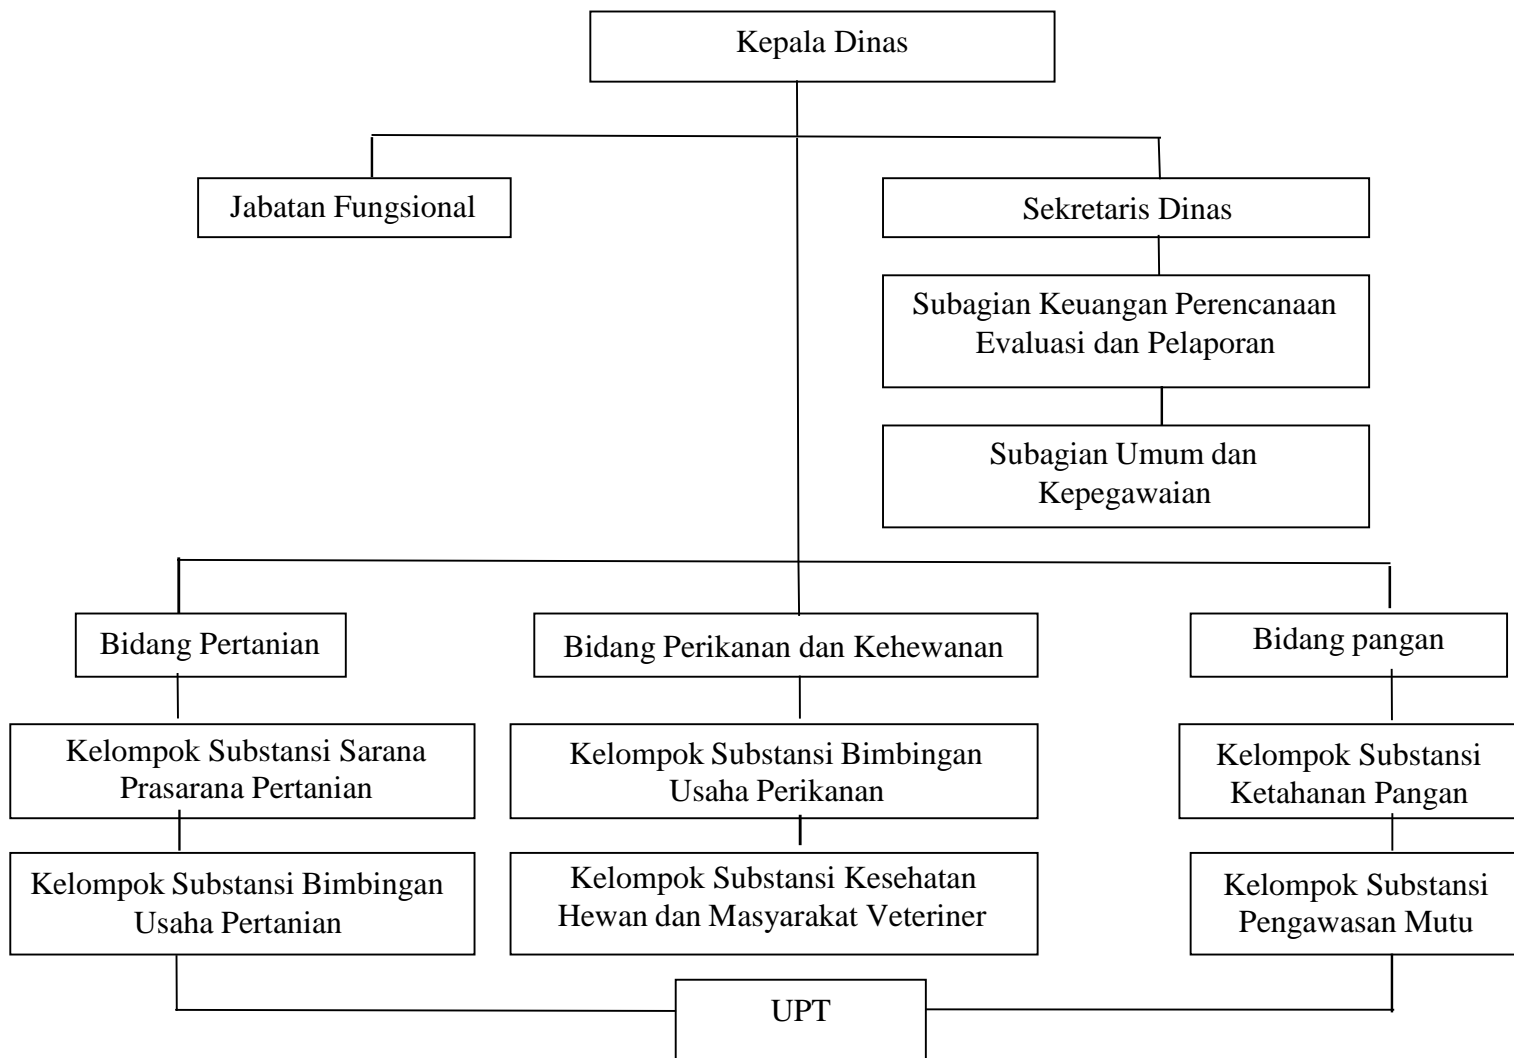 Kepala Dinas
Jabatan Fungsional
Sekretaris Dinas
Subagian Keuangan Perencanaan
Evaluasi dan Pelaporan
Subagian Umum dan
Kepegawaian
Bidang Pertanian
Bidang Perikanan dan Kehewanan
Bidang pangan
Kelompok Substansi Sarana
Prasarana Pertanian
Kelompok Substansi Bimbingan
Usaha Perikanan
Kelompok Substansi
Ketahanan Pangan
Kelompok Substansi Bimbingan
Usaha Pertanian
Kelompok Substansi Kesehatan
Hewan dan Masyarakat Veteriner
Kelompok Substansi
Pengawasan Mutu
UPT